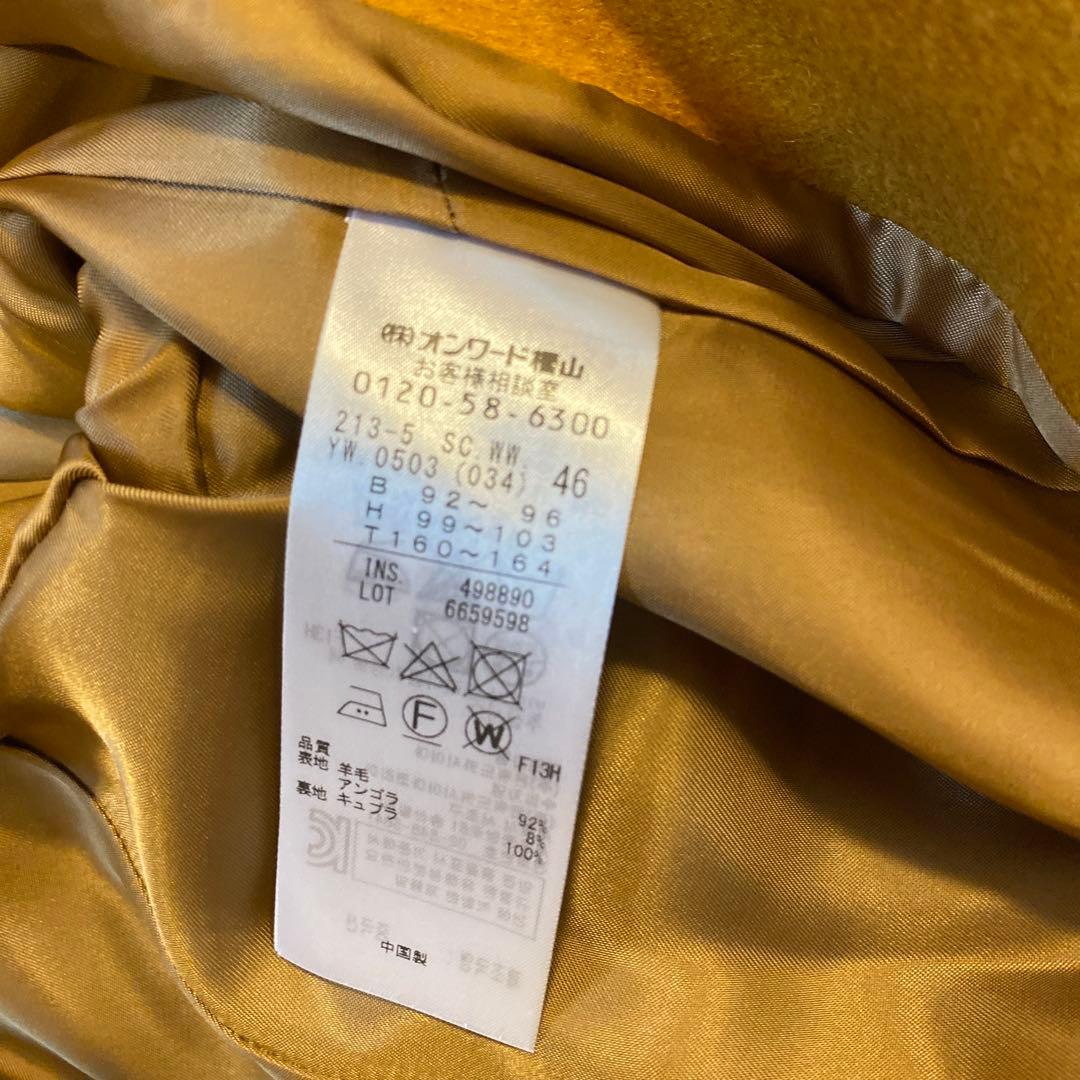 ㈱オンワード樫山
お客様相談室
0120-58-6300
213-5 SC.WW
YW 0503 (034) 46
B 92～ 96
H 99～103
T 160～164
INS. 498890
LOT 6659598
F W F13H
品質
表地 羊毛 92%
アンゴラ 8%
裏地 キュプラ 100%
中国製